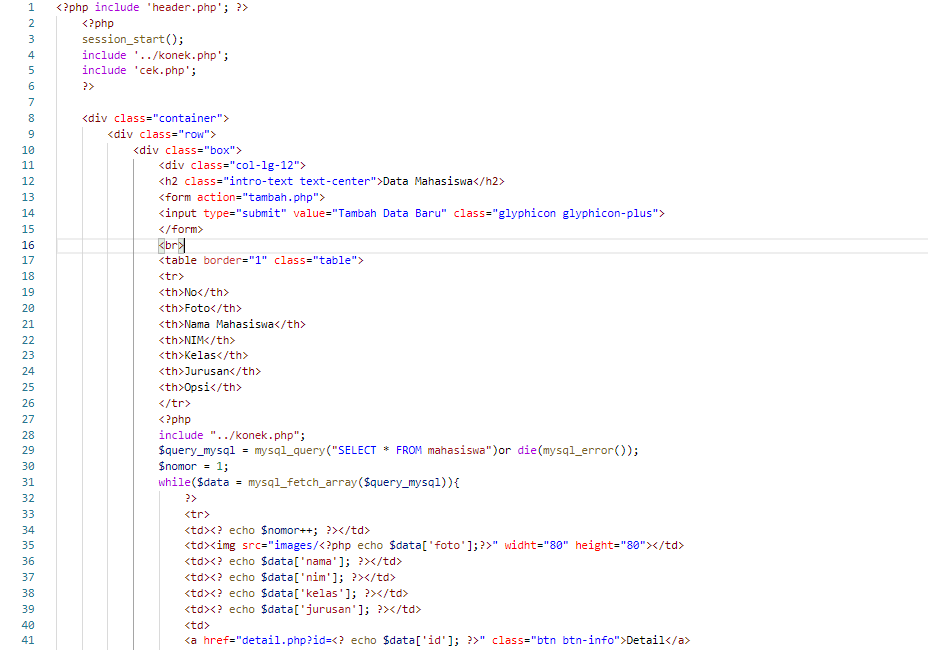 1 <?php include 'header.php'; ?>
2 <?php
3 session_start();
4 include '../konek.php';
5 include 'cek.php';
6 ?>
7
8 <div class="container">
9 <div class="row">
10 <div class="box">
11 <div class="col-lg-12">
12 <h2 class="intro-text text-center">Data Mahasiswa</h2>
13 <form action="tambah.php">
14 <input type="submit" value="Tambah Data Baru" class="glyphicon glyphicon-plus">
15 </form>
16 <br>
17 <table border="1" class="table">
18 <tr>
19 <th>No</th>
20 <th>Foto</th>
21 <th>Nama Mahasiswa</th>
22 <th>NIM</th>
23 <th>Kelas</th>
24 <th>Jurusan</th>
25 <th>Opsi</th>
26 </tr>
27 <?php
28 include "../konek.php";
29 $query_mysql = mysql_query("SELECT * FROM mahasiswa")or die(mysql_error());
30 $nomor = 1;
31 while($data = mysql_fetch_array($query_mysql)){
32 ?>
33 <tr>
34 <td><? echo $nomor++; ?></td>
35 <td><img src="images/<?php echo $data['foto'];?>" widht="80" height="80"></td>
36 <td><? echo $data['nama']; ?></td>
37 <td><? echo $data['nim']; ?></td>
38 <td><? echo $data['kelas']; ?></td>
39 <td><? echo $data['jurusan']; ?></td>
40 <td>
41 <a href="detail.php?id=<? echo $data['id']; ?>" class="btn btn-info">Detail</a>